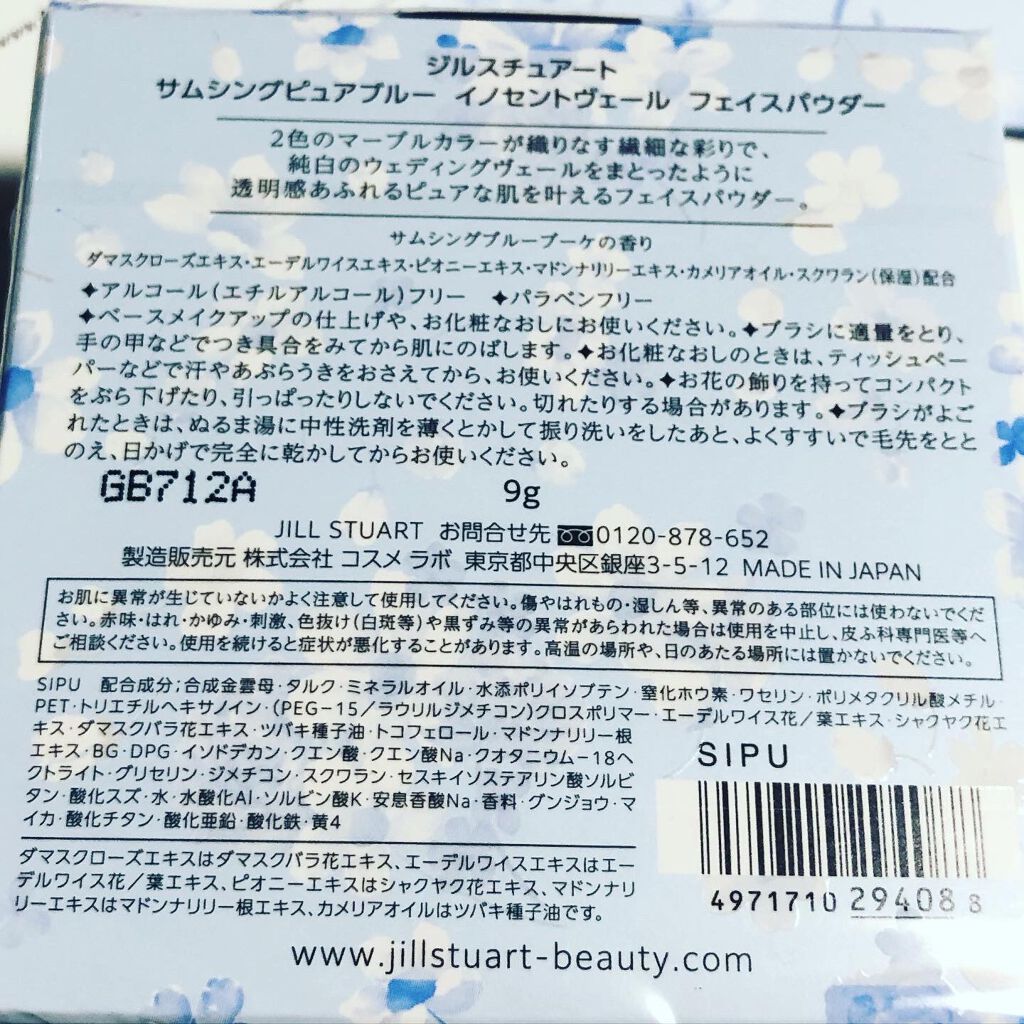 ジルスチュアート
サムシングピュアブルー イノセントヴェール フェイスパウダー
2色のマーブルカラーが織りなす繊細な彩りで、
純白のウェディングヴェールをまとったように
透明感あふれるピュアな肌を叶えるフェイスパウダー。
サムシングブルーブーケの香り
ダマスクローズエキス・エーデルワイスエキス・ピオニーエキス・マドンナリリーエキス・カメリアオイル・スクワラン(保湿)配合
✦アルコール(エチルアルコール)フリー ✦パラベンフリー
✦ベースメイクアップの仕上げや、お化粧なおしにお使いください。✦ブラシに適量をとり、
手の甲などでつき具合をみてから肌にのばします。✦お化粧なおしのときは、ティッシュペー
パーなどで汗やあぶらうきをおさえてから、お使いください。✦お花の飾りを持ってコンパクト
をぶら下げたり、引っぱったりしないでください。切れたりする場合があります。✦ブラシがよご
れたときは、ぬるま湯に中性洗剤を薄くとかして振り洗いをしたあと、よくすすいで毛先をとと
のえ、日かげで完全に乾かしてからお使いください。
GB712A 9g
JILL STUART お問合せ先 0120-878-652
製造販売元 株式会社 コスメ ラボ 東京都中央区銀座3-5-12 MADE IN JAPAN
お肌に異常が生じていないかよく注意して使用してください。傷やはれもの・湿しん等、異常のある部位には使わないでくだ
さい。赤味・はれ・かゆみ・刺激、色抜け(白斑等)や黒ずみ等の異常があらわれた場合は使用を中止し、皮ふ科専門医等へ
ご相談ください。使用を続けると症状が悪化することがあります。高温の場所や、日のあたる場所には置かないでください。
SIPU 配合成分;合成金雲母・タルク・ミネラルオイル・水添ポリイソブテン・窒化ホウ素・ワセリン・ポリメタクリル酸メチル・
PET・トリエチルヘキサノイン・(PEG-15/ラウリルジメチコン)クロスポリマー・エーデルワイス花/葉エキス・シャクヤク花エ
キス・ダマスクバラ花エキス・ツバキ種子油・トコフェロール・マドンナリリー根
エキス・BG・DPG・イソドデカン・クエン酸・クエン酸Na・クオタニウム-18ヘ
クトライト・グリセリン・ジメチコン・スクワラン・セスキイソステアリン酸ソルビ
タン・酸化スズ・水・水酸化Al・ソルビン酸K・安息香酸Na・香料・グンジョウ・マ
イカ・酸化チタン・酸化亜鉛・酸化鉄・黄4
SIPU
ダマスクローズエキスはダマスクバラ花エキス、エーデルワイスエキスはエー
デルワイス花/葉エキス、ピオニーエキスはシャクヤク花エキス、マドンナリ
リーエキスはマドンナリリー根エキス、カメリアオイルはツバキ種子油です。
4971710 29408 8
www.jillstuart-beauty.com